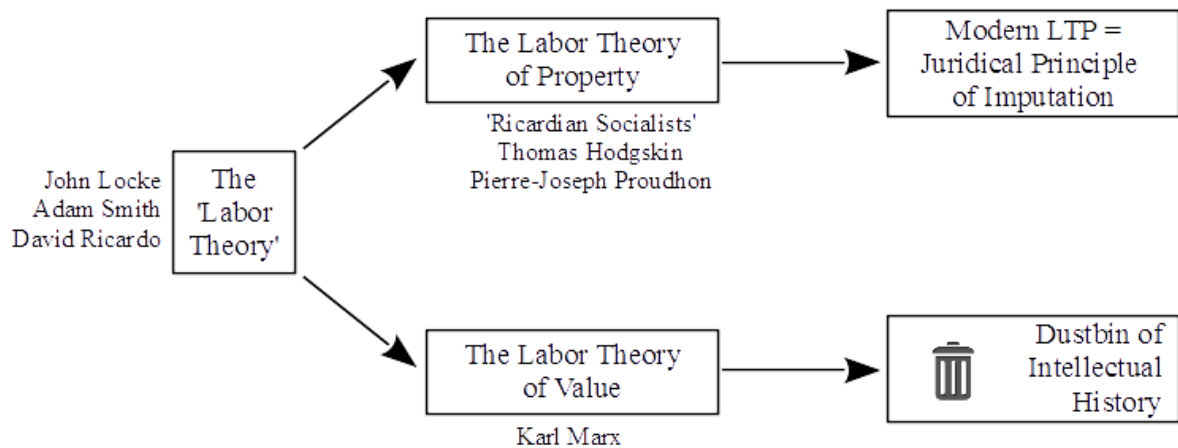 John Locke
Adam Smith
David Ricardo
The
'Labor
Theory'
The Labor Theory
of Property
'Ricardian Socialists'
Thomas Hodgskin
Pierre-Joseph Proudhon
Modern LTP =
Juridical Principle
of Imputation
The Labor Theory
of Value
Karl Marx
Dustbin of
Intellectual
History